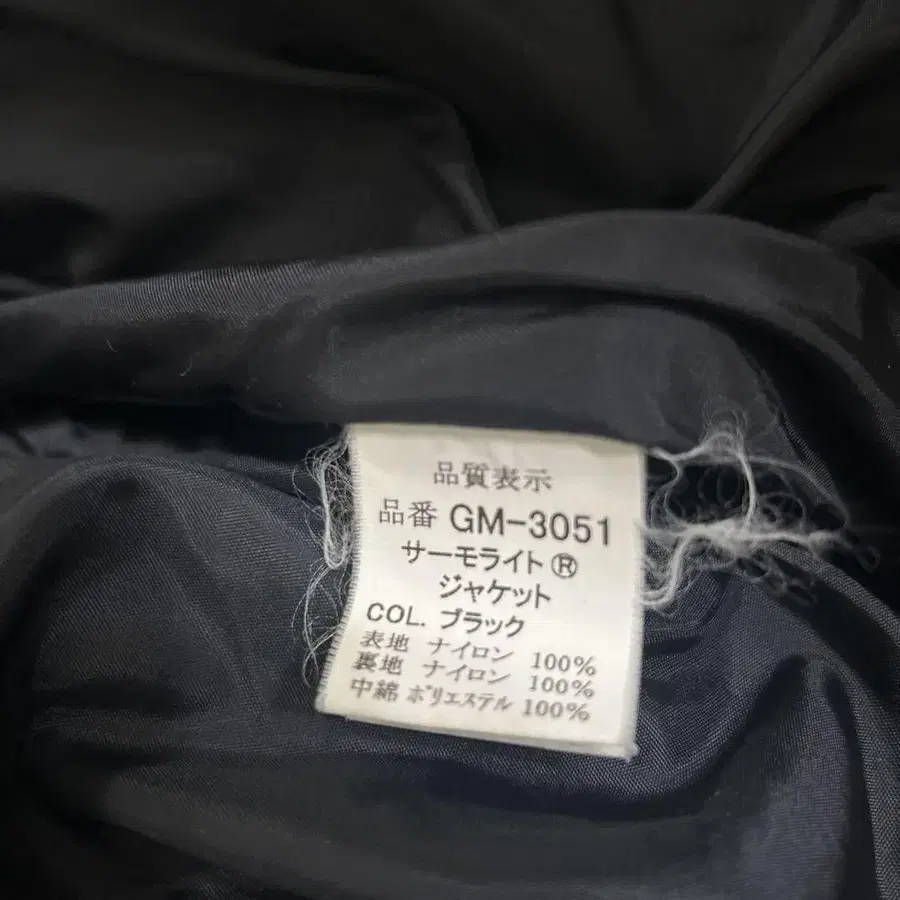 品質表示
品番 GM-3051
サーモライト®
ジャケット
COL. ブラック
表地 ナイロン 100%
裏地 ナイロン 100%
中綿 ポリエステル 100%